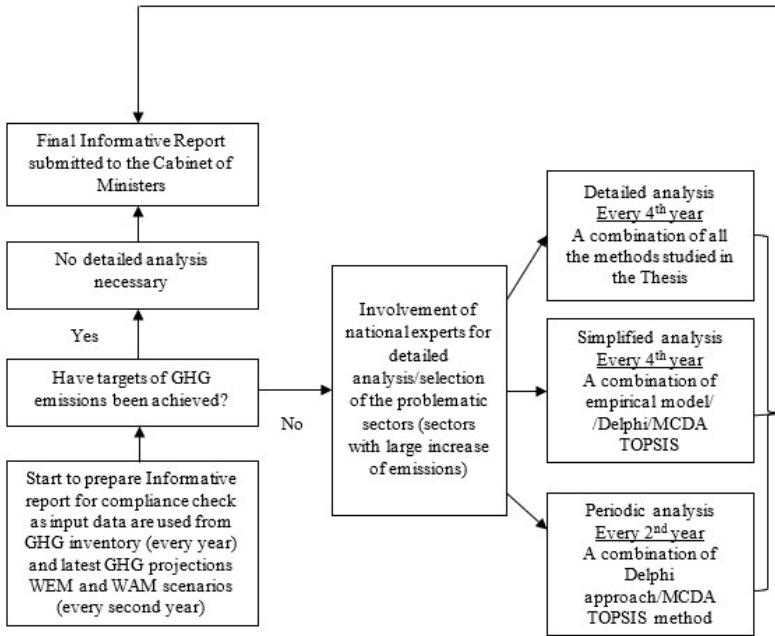 Final Informative Report
submitted to the Cabinet of
Ministers
No detailed analysis
necessary
Yes
Have targets of GHG
emissions been achieved?
No
Start to prepare Informative
report for compliance check
as input data are used from
GHG inventory (every year)
and latest GHG projections
WEM and WAM scenarios
(every second year)
Involvement of
national experts for
detailed
analysis/selection
of the problematic
sectors (sectors
with large increase
of emissions)
Detailed analysis
Every 4th year
A combination of all
the methods studied in
the Thesis
Simplified analysis
Every 4th year
A combination of
empirical model/
/Delphi/MCDA
TOPSIS
Periodic analysis
Every 2nd year
A combination of
Delphi
approach/MCDA
TOPSIS method